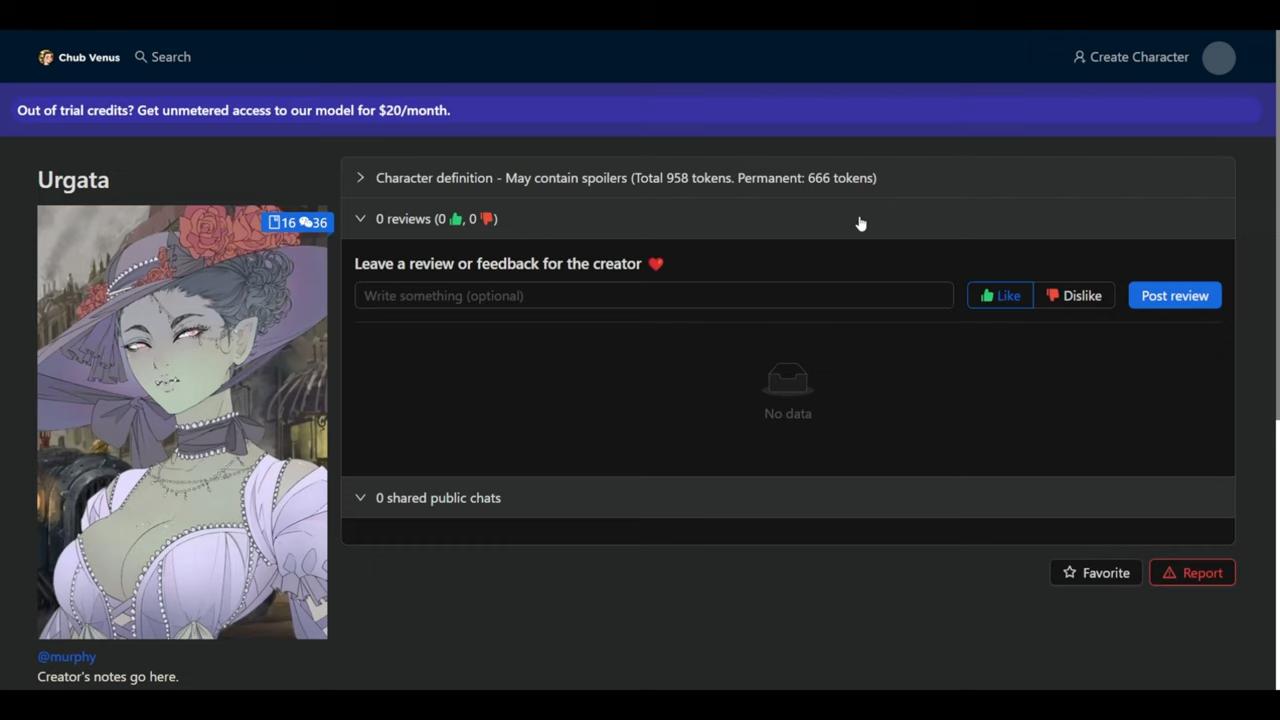 Chub Venus Search Create Character
Out of trial credits? Get unmetered access to our model for $20/month.
Urgata
16 36
Character definition - May contain spoilers (Total 958 tokens. Permanent: 666 tokens)
0 reviews (0 , 0 )
Leave a review or feedback for the creator
Write something (optional) Like Dislike Post review
No data
0 shared public chats
Favorite Report
@murphy
Creator's notes go here.